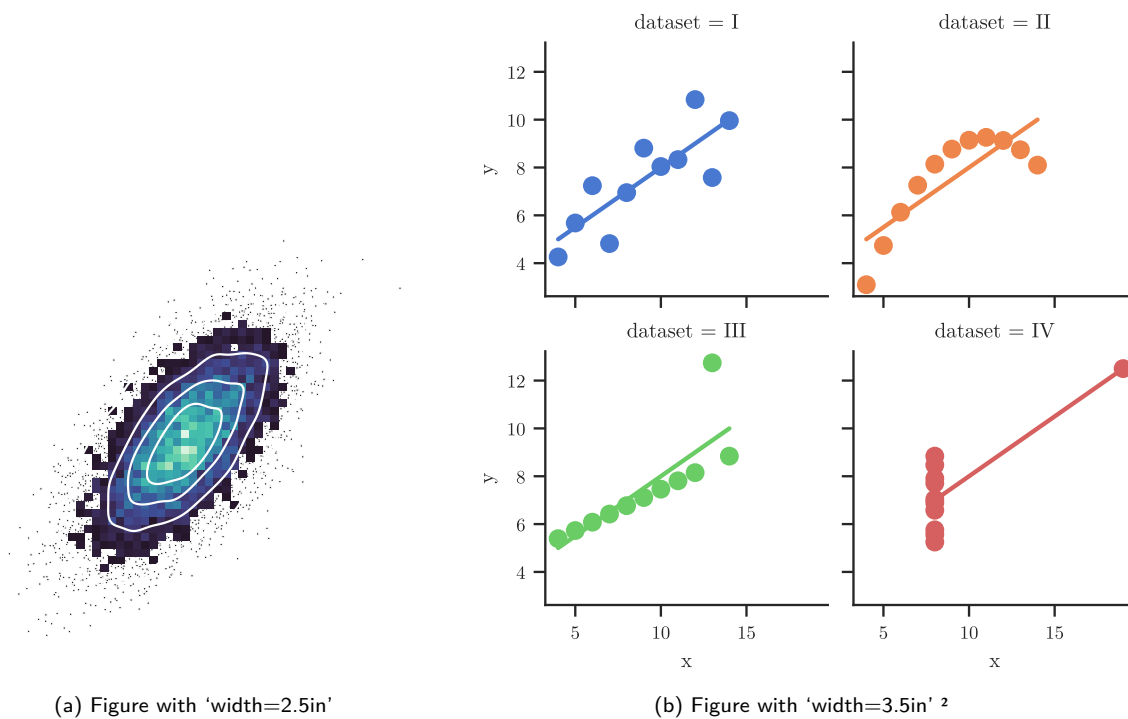 dataset = I
dataset = II
12
10
8
6
4
y
dataset = III
dataset = IV
12
10
8
6
4
y
5
10
15
5
10
15
x
x
(a) Figure with ‘width=2.5in’
(b) Figure with ‘width=3.5in’ ²